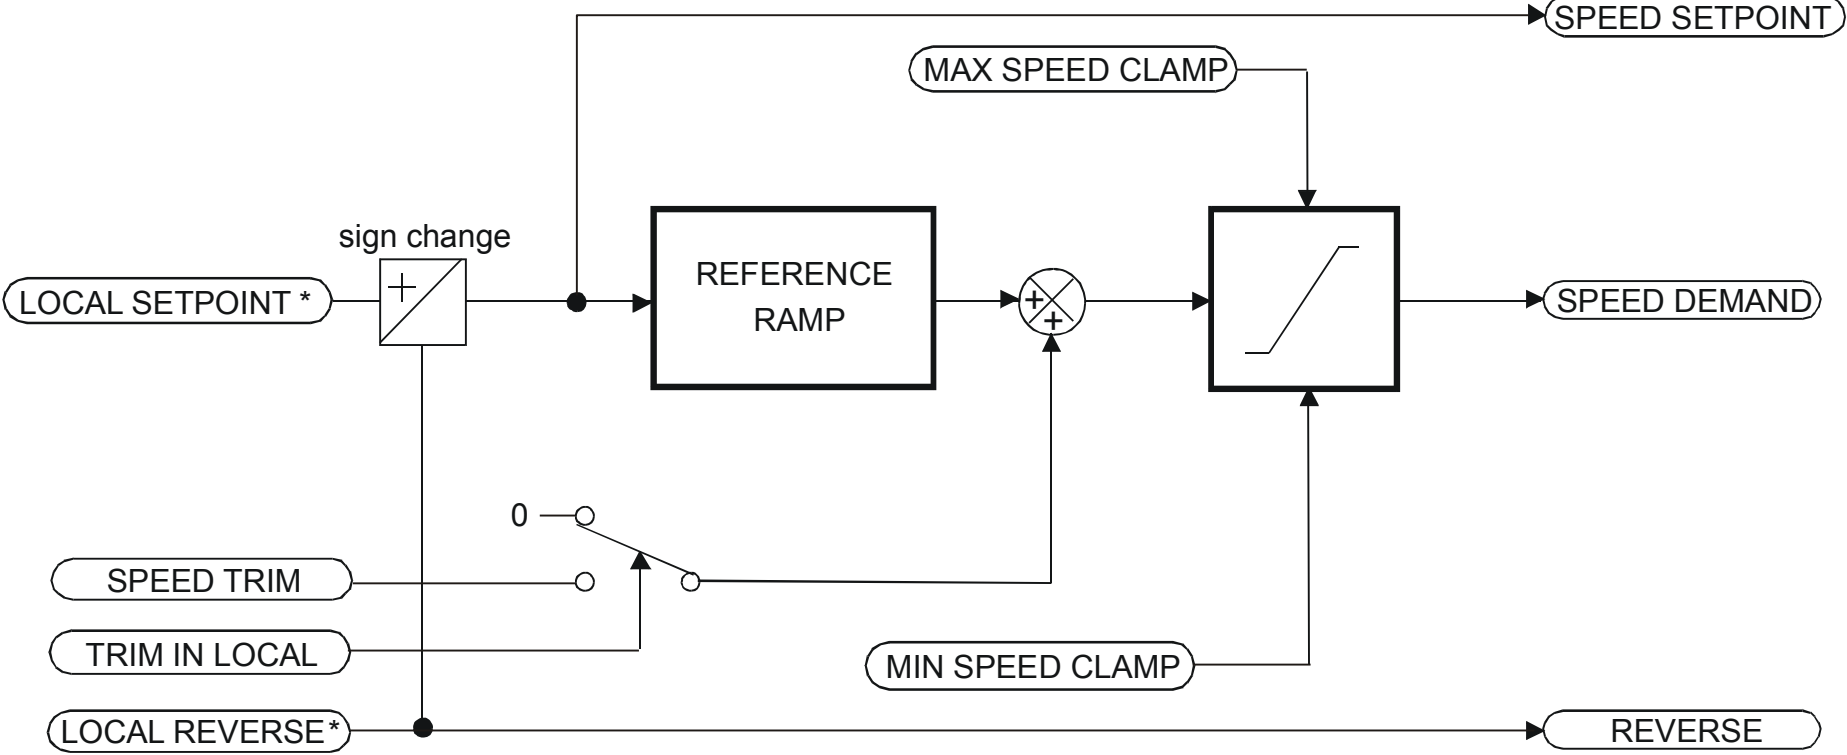 SPEED SETPOINT
MAX SPEED CLAMP
sign change
LOCAL SETPOINT *
+
REFERENCE
RAMP
+
+
SPEED DEMAND
0
SPEED TRIM
TRIM IN LOCAL
MIN SPEED CLAMP
LOCAL REVERSE*
REVERSE